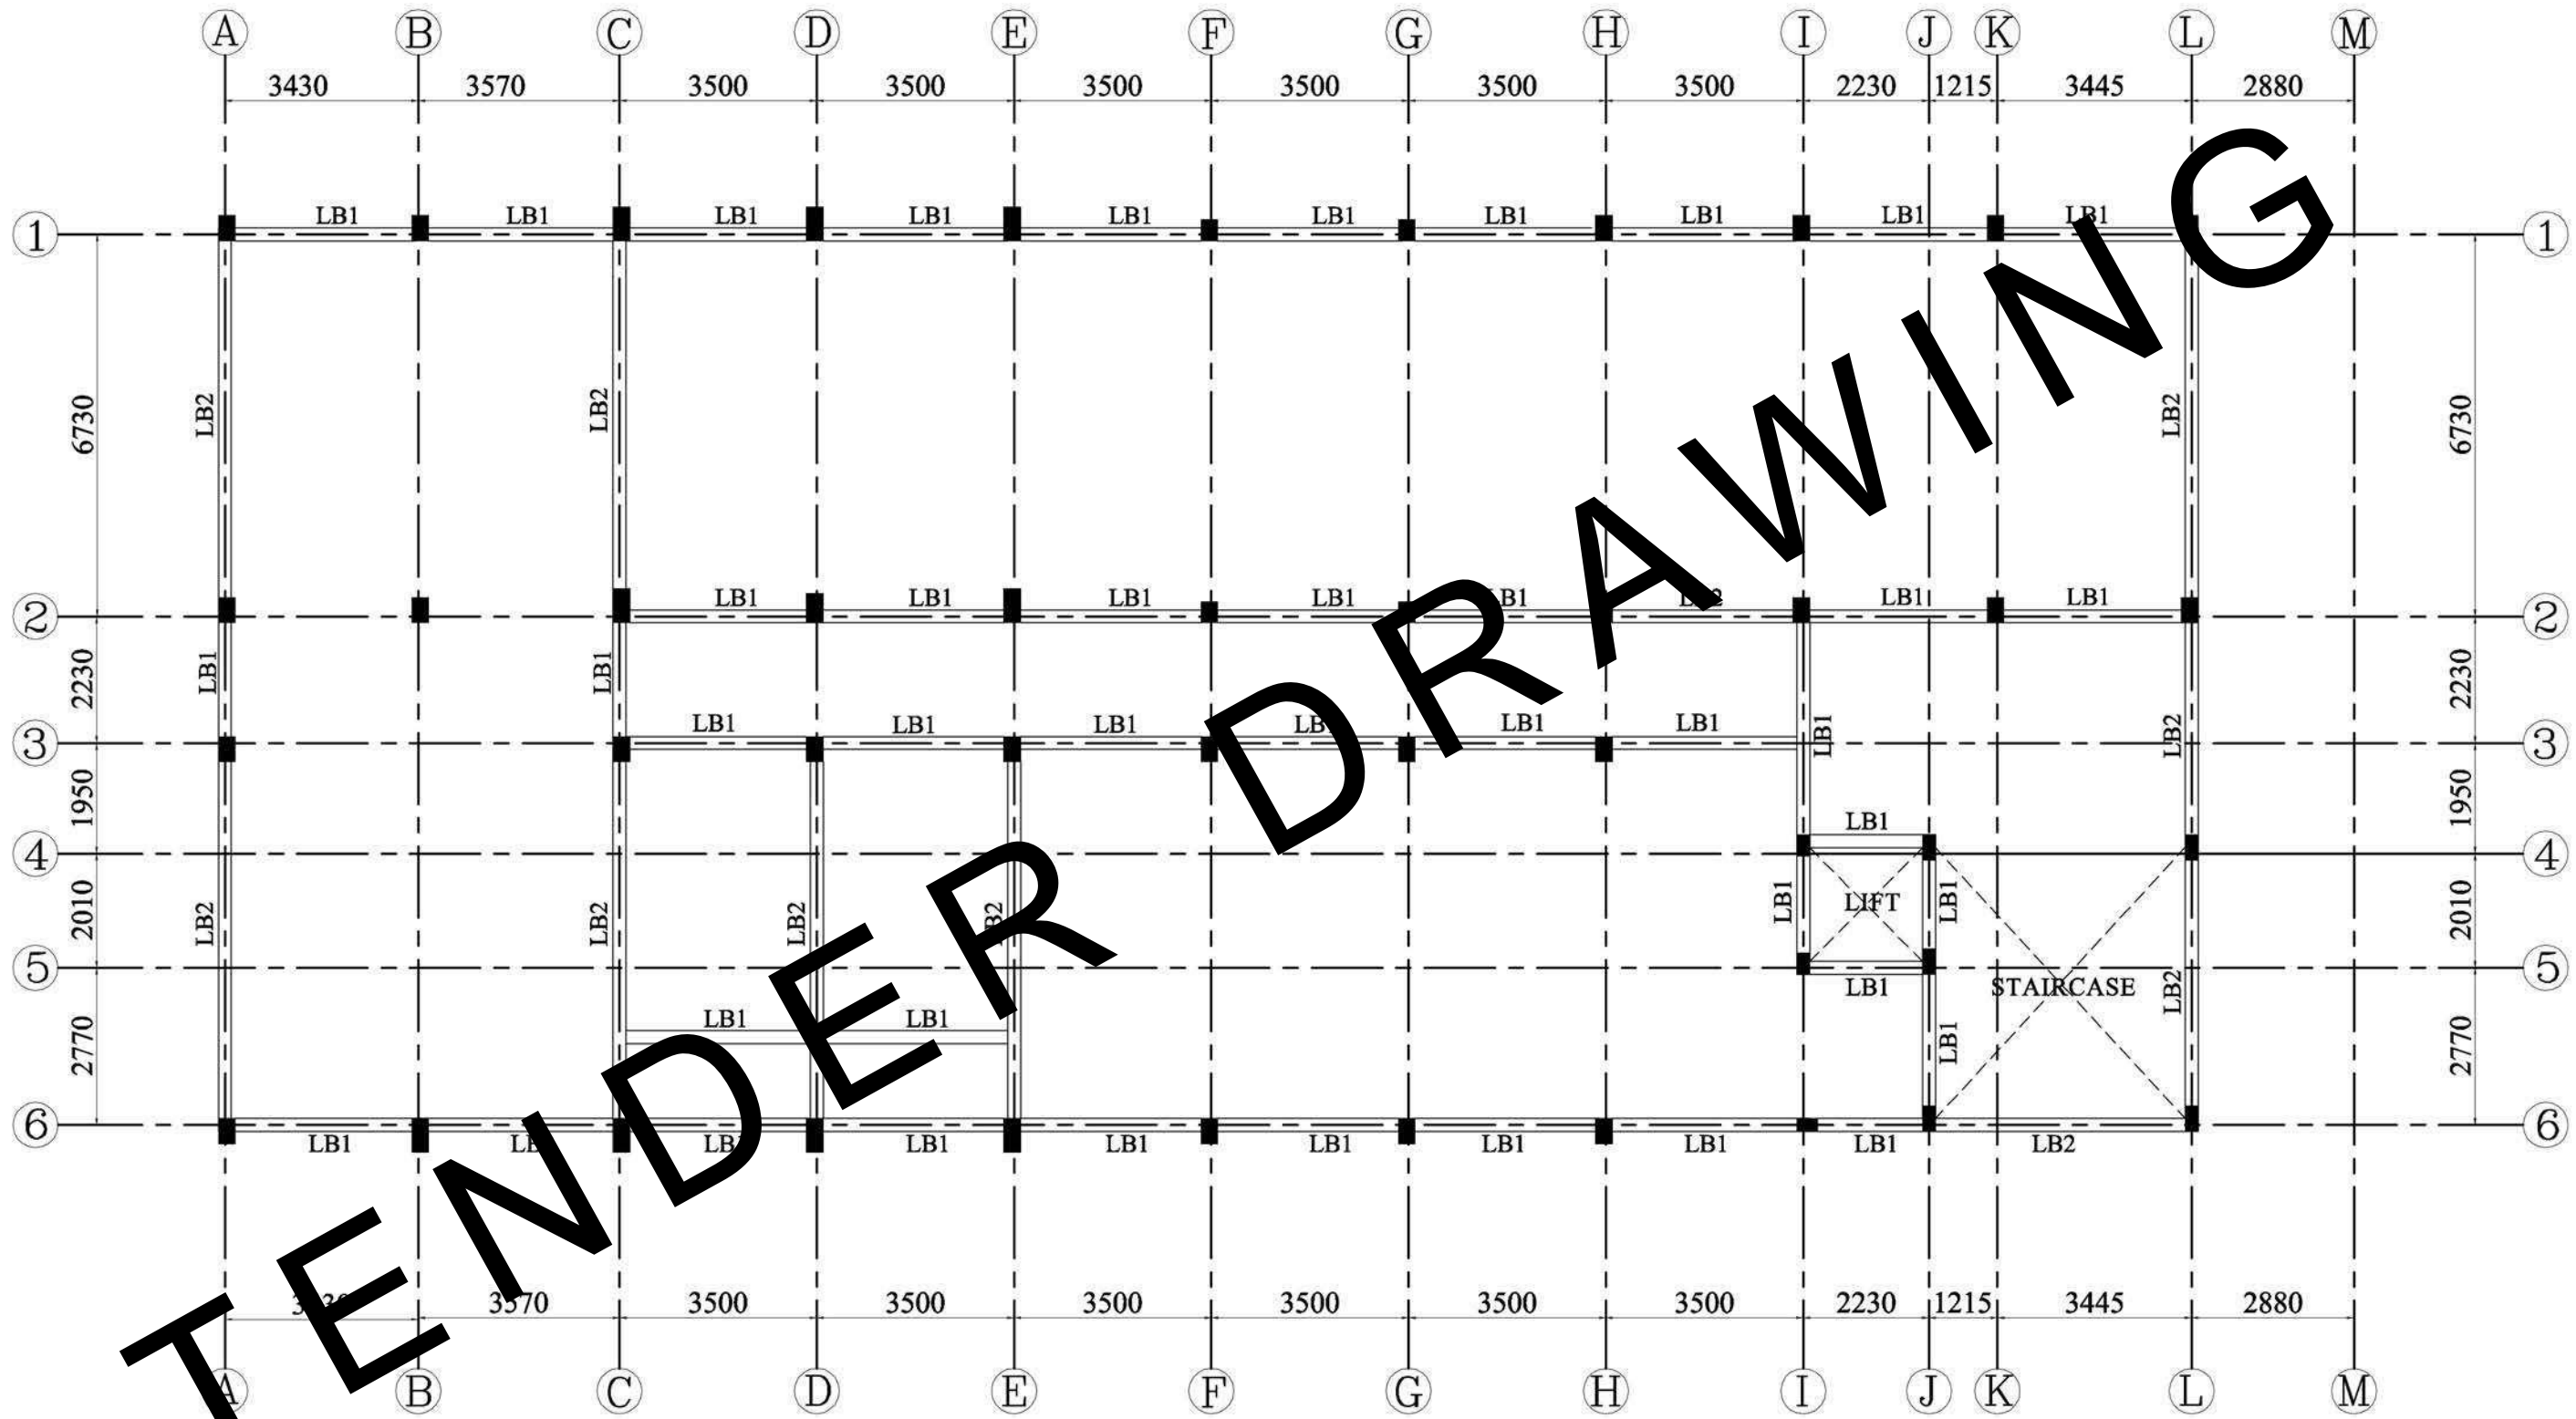 A B C D E F G H I J K L M
3430 3570 3500 3500 3500 3500 3500 3500 2230 1215 3445 2880
LB1 LB1 LB1 LB1 LB1 LB1 LB1 LB1 LB1 LB1 LB1
1 1
LB2 LB2 LB2
6730 6730
LB1 LB1 LB1 LB1 LB1 LB1 LB1
2 2
LB1 LB1
2230 2230
LB1 LB1 LB1 LB1 LB1
LB1 LB2
3 3
1950 1950
LB1
4 4
LB2 LB2 LB2 LB1 LIFT LB1
2010 2010
5 5
LB1 STAIRCASE LB2
LB1 LB1 LB1
2770 2770
6 6
LB1 LB1 LB1 LB1 LB1 LB1 LB1 LB2
3570 3500 3500 3500 3500 3500 3500 2230 1215 3445 2880
A B C D E F G H I J K L M
TENDER DRAWING